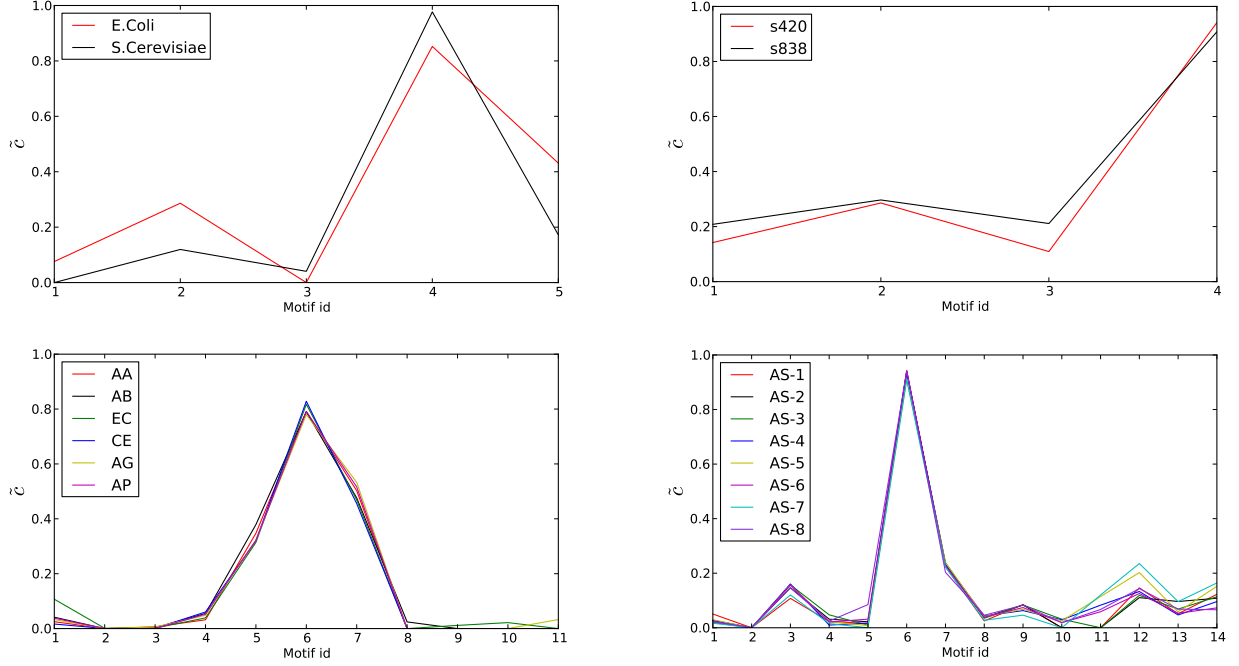 1.0
0.8
0.6
0.4
0.2
0.0
c̃
E.Coli
S.Cerevisiae
1 2 3 4 5
Motif id
1.0
0.8
0.6
0.4
0.2
0.0
c̃
s420
s838
1 2 3 4
Motif id
1.0
0.8
0.6
0.4
0.2
0.0
c̃
AA
AB
EC
CE
AG
AP
1 2 3 4 5 6 7 8 9 10 11
Motif id
1.0
0.8
0.6
0.4
0.2
0.0
c̃
AS-1
AS-2
AS-3
AS-4
AS-5
AS-6
AS-7
AS-8
1 2 3 4 5 6 7 8 9 10 11 12 13 14
Motif id